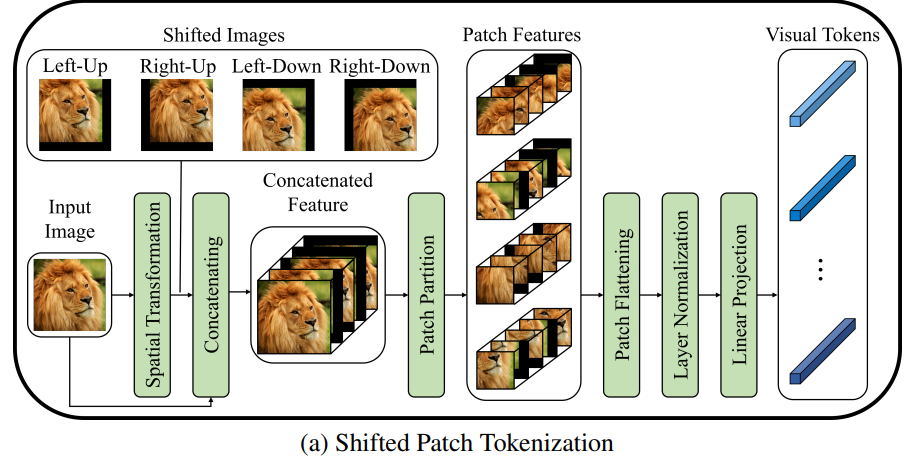 Shifted Images
Left-Up
Right-Up
Left-Down
Right-Down
Patch Features
Visual Tokens
Input
Image
Spatial Transformation
Concatenating
Concatenated
Feature
Patch Partition
Patch Flattening
Layer Normalization
Linear Projection
...
(a) Shifted Patch Tokenization